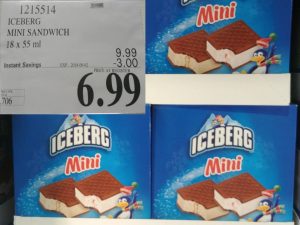 1215514
ICEBERG
MINI SANDWICH
18 x 55 ml
9.99
Instant Savings
-3.00
6.99
706
Mini
ICEBERG
Mini
ICEBERG
Mini